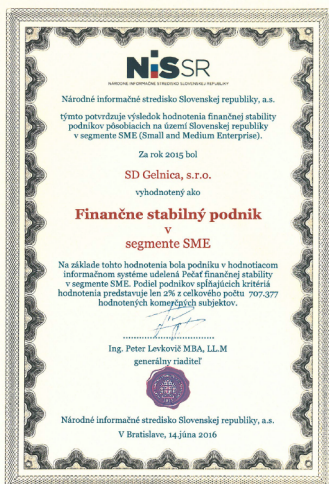 NiSSR
NÁRODNÉ INFORMAČNÉ STREDISKO SLOVENSKEJ REPUBLIKY
Národné informačné stredisko Slovenskej republiky, a.s.
týmto potvrdzuje výsledok hodnotenia finančnej stability
podnikov pôsobiacich na území Slovenskej republiky
v segmente SME (Small and Medium Enterprise).
Za rok 2015 bol
SD Gelnica, s.r.o.
vyhodnotený ako
Finančne stabilný podnik
v
segmente SME
Na základe tohto hodnotenia bola podniku v hodnotiacom
informačnom systéme udelená Pečať finančnej stability
v segmente SME. Podiel podnikov spĺňajúcich kritériá
hodnotenia predstavuje len 2% z celkového počtu 707.377
hodnotených komerčných subjektov.
Ing. Peter Levkovič MBA, LL.M
generálny riaditeľ
Národné informačné stredisko Slovenskej republiky, a.s.
V Bratislave, 14.júna 2016